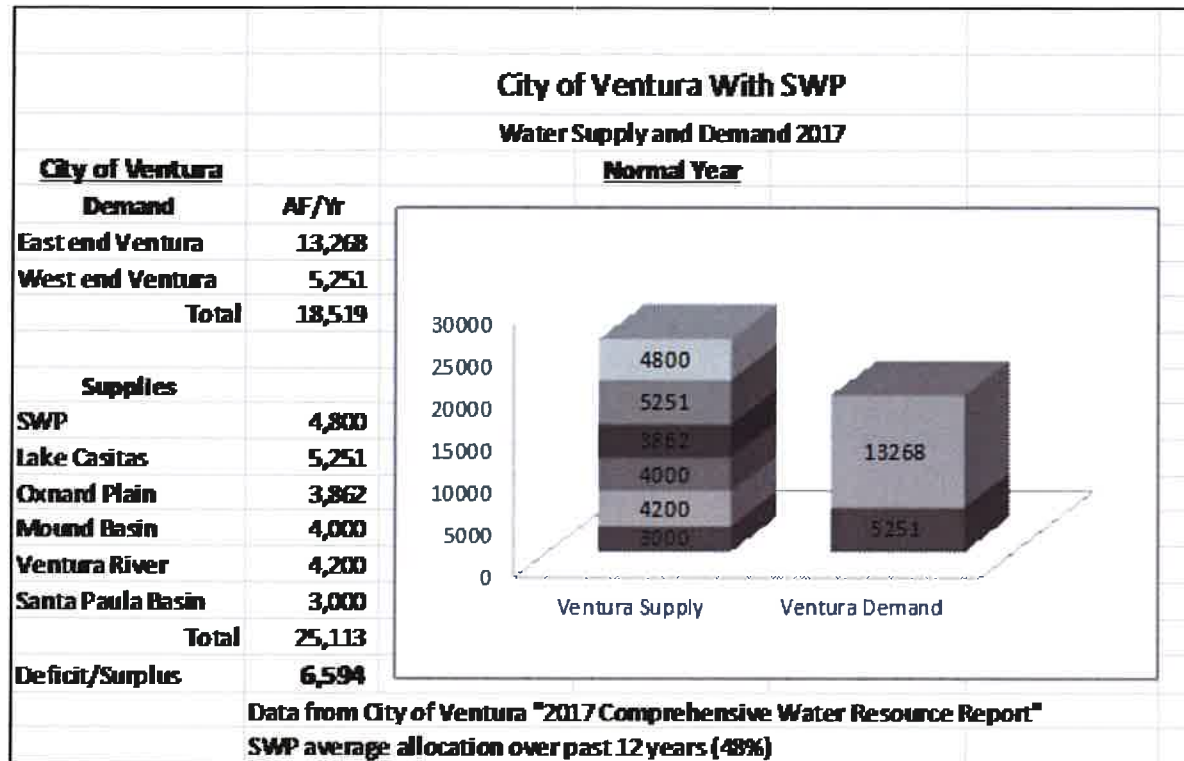 City of Ventura With SWP
Water Supply and Demand 2017
City of Ventura
Normal Year
Demand AF/Yr
East end Ventura 13,268
West end Ventura 5,251
Total 18,519
Supplies
SWP 4,800
Lake Casitas 5,251
Oxnard Plain 3,862
Mound Basin 4,000
Ventura River 4,200
Santa Paula Basin 3,000
Total 25,113
Deficit/Surplus 6,594
30000
25000
20000
15000
10000
5000
0
4800
5251
3862
4000
4200
3000
13268
5251
Ventura Supply Ventura Demand
Data from City of Ventura "2017 Comprehensive Water Resource Report"
SWP average allocation over past 12 years (48%)